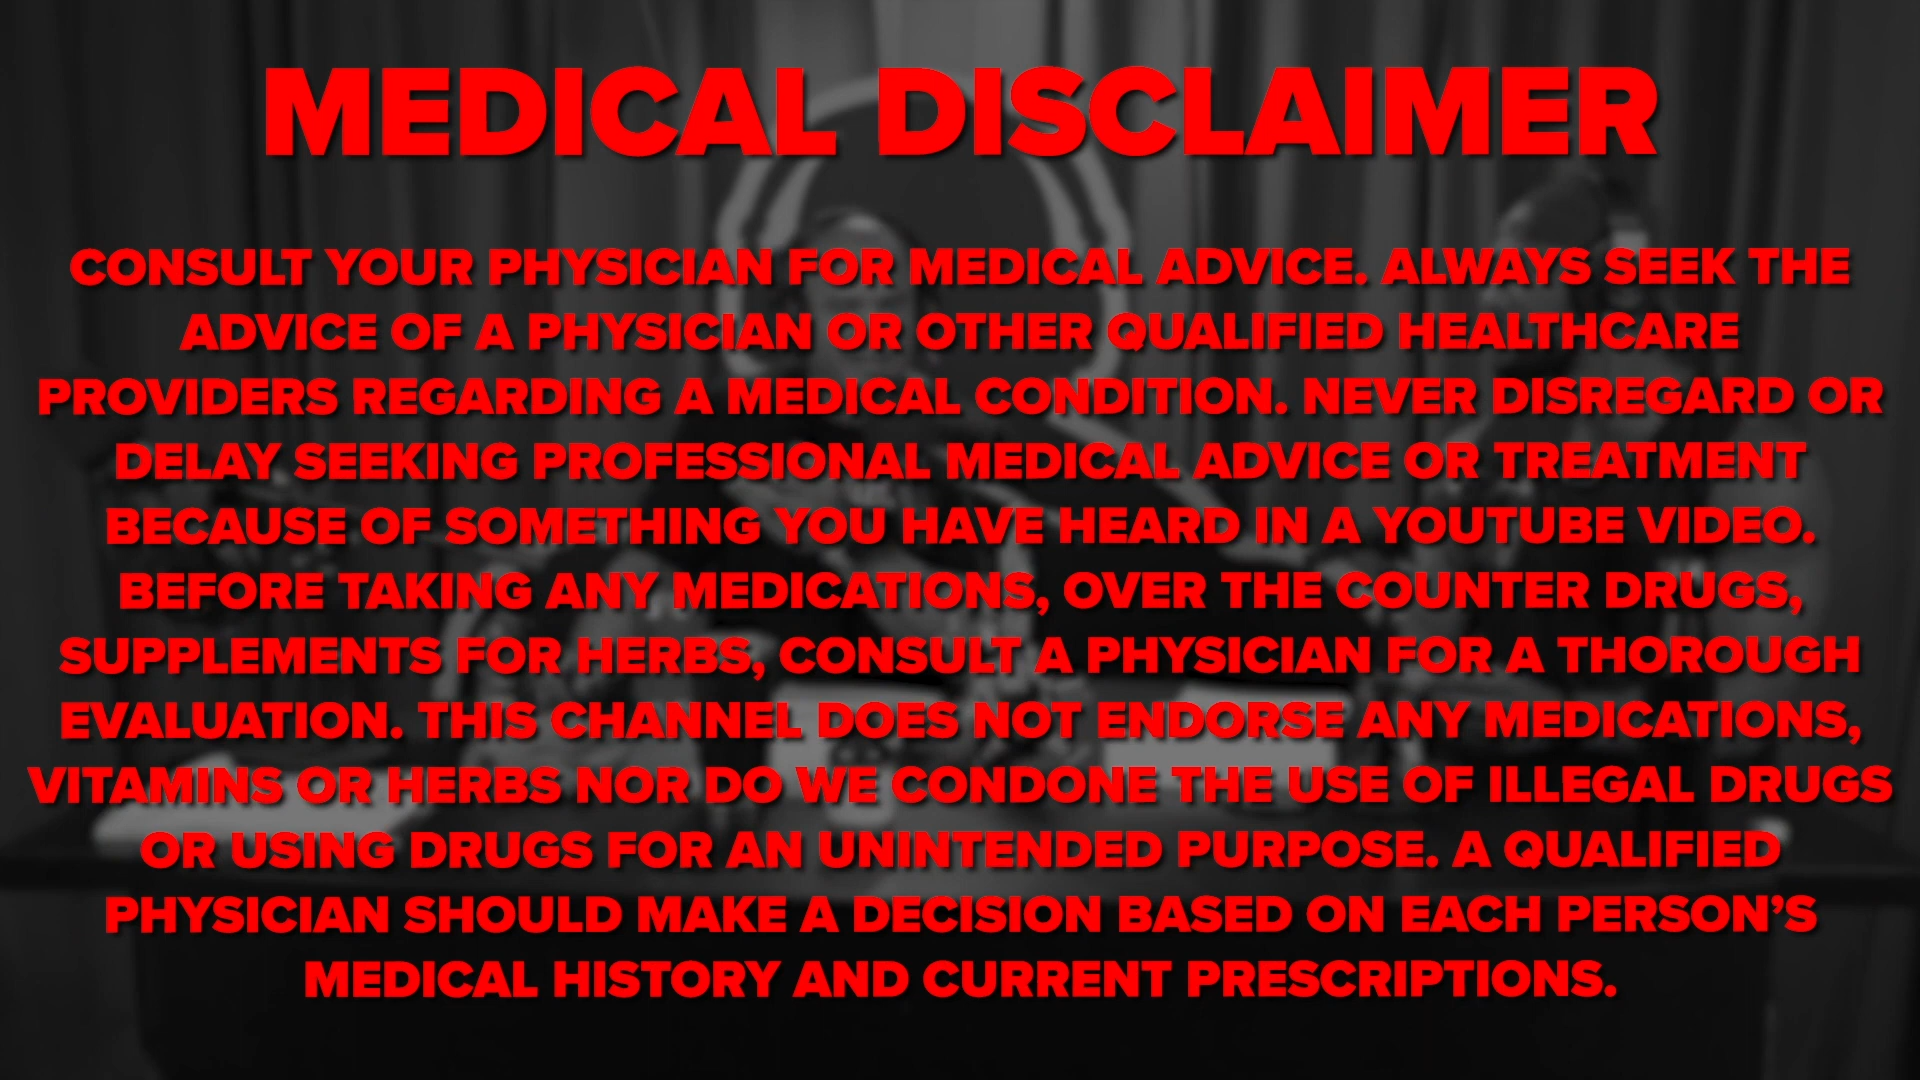 MEDICAL DISCLAIMER
CONSULT YOUR PHYSICIAN FOR MEDICAL ADVICE. ALWAYS SEEK THE
ADVICE OF A PHYSICIAN OR OTHER QUALIFIED HEALTHCARE
PROVIDERS REGARDING A MEDICAL CONDITION. NEVER DISREGARD OR
DELAY SEEKING PROFESSIONAL MEDICAL ADVICE OR TREATMENT
BECAUSE OF SOMETHING YOU HAVE HEARD IN A YOUTUBE VIDEO.
BEFORE TAKING ANY MEDICATIONS, OVER THE COUNTER DRUGS,
SUPPLEMENTS FOR HERBS, CONSULT A PHYSICIAN FOR A THOROUGH
EVALUATION. THIS CHANNEL DOES NOT ENDORSE ANY MEDICATIONS,
VITAMINS OR HERBS NOR DO WE CONDONE THE USE OF ILLEGAL DRUGS
OR USING DRUGS FOR AN UNINTENDED PURPOSE. A QUALIFIED
PHYSICIAN SHOULD MAKE A DECISION BASED ON EACH PERSON’S
MEDICAL HISTORY AND CURRENT PRESCRIPTIONS.